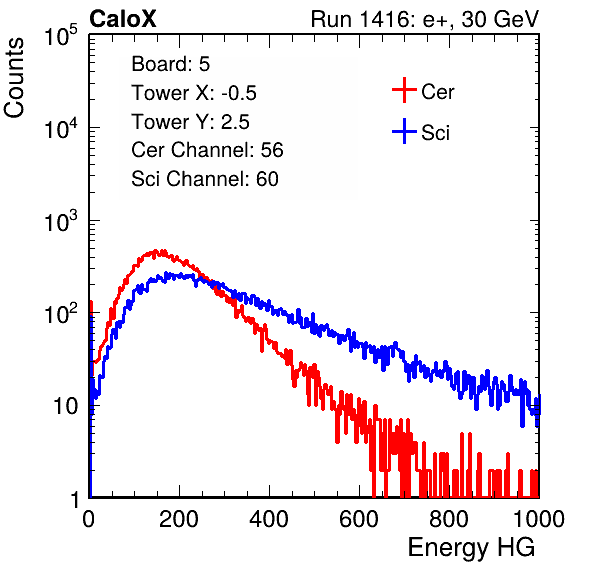 CaloX Run 1416: e+, 30 GeV
Counts
Board: 5
Tower X: -0.5
Tower Y: 2.5
Cer Channel: 56
Sci Channel: 60
Cer
Sci
10^5
10^4
10^3
10^2
10
1
0 200 400 600 800 1000
Energy HG